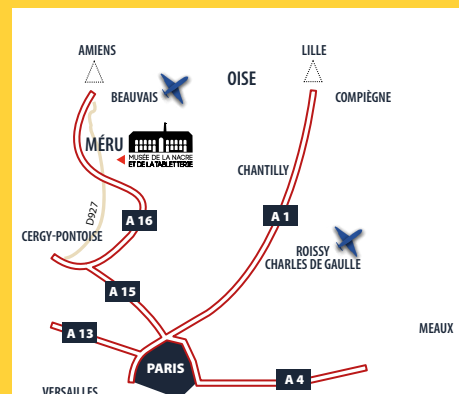 AMIENS
LILLE
OISE
BEAUVAIS
COMPIÈGNE
MÉRU
MUSÉE DE LA NACRE
ET DE LA TABLETTERIE
CHANTILLY
D927
A 16
A 1
CERGY-PONTOISE
ROISSY
CHARLES DE GAULLE
A 15
A 13
MEAUX
PARIS
A 4
VERSAILLES